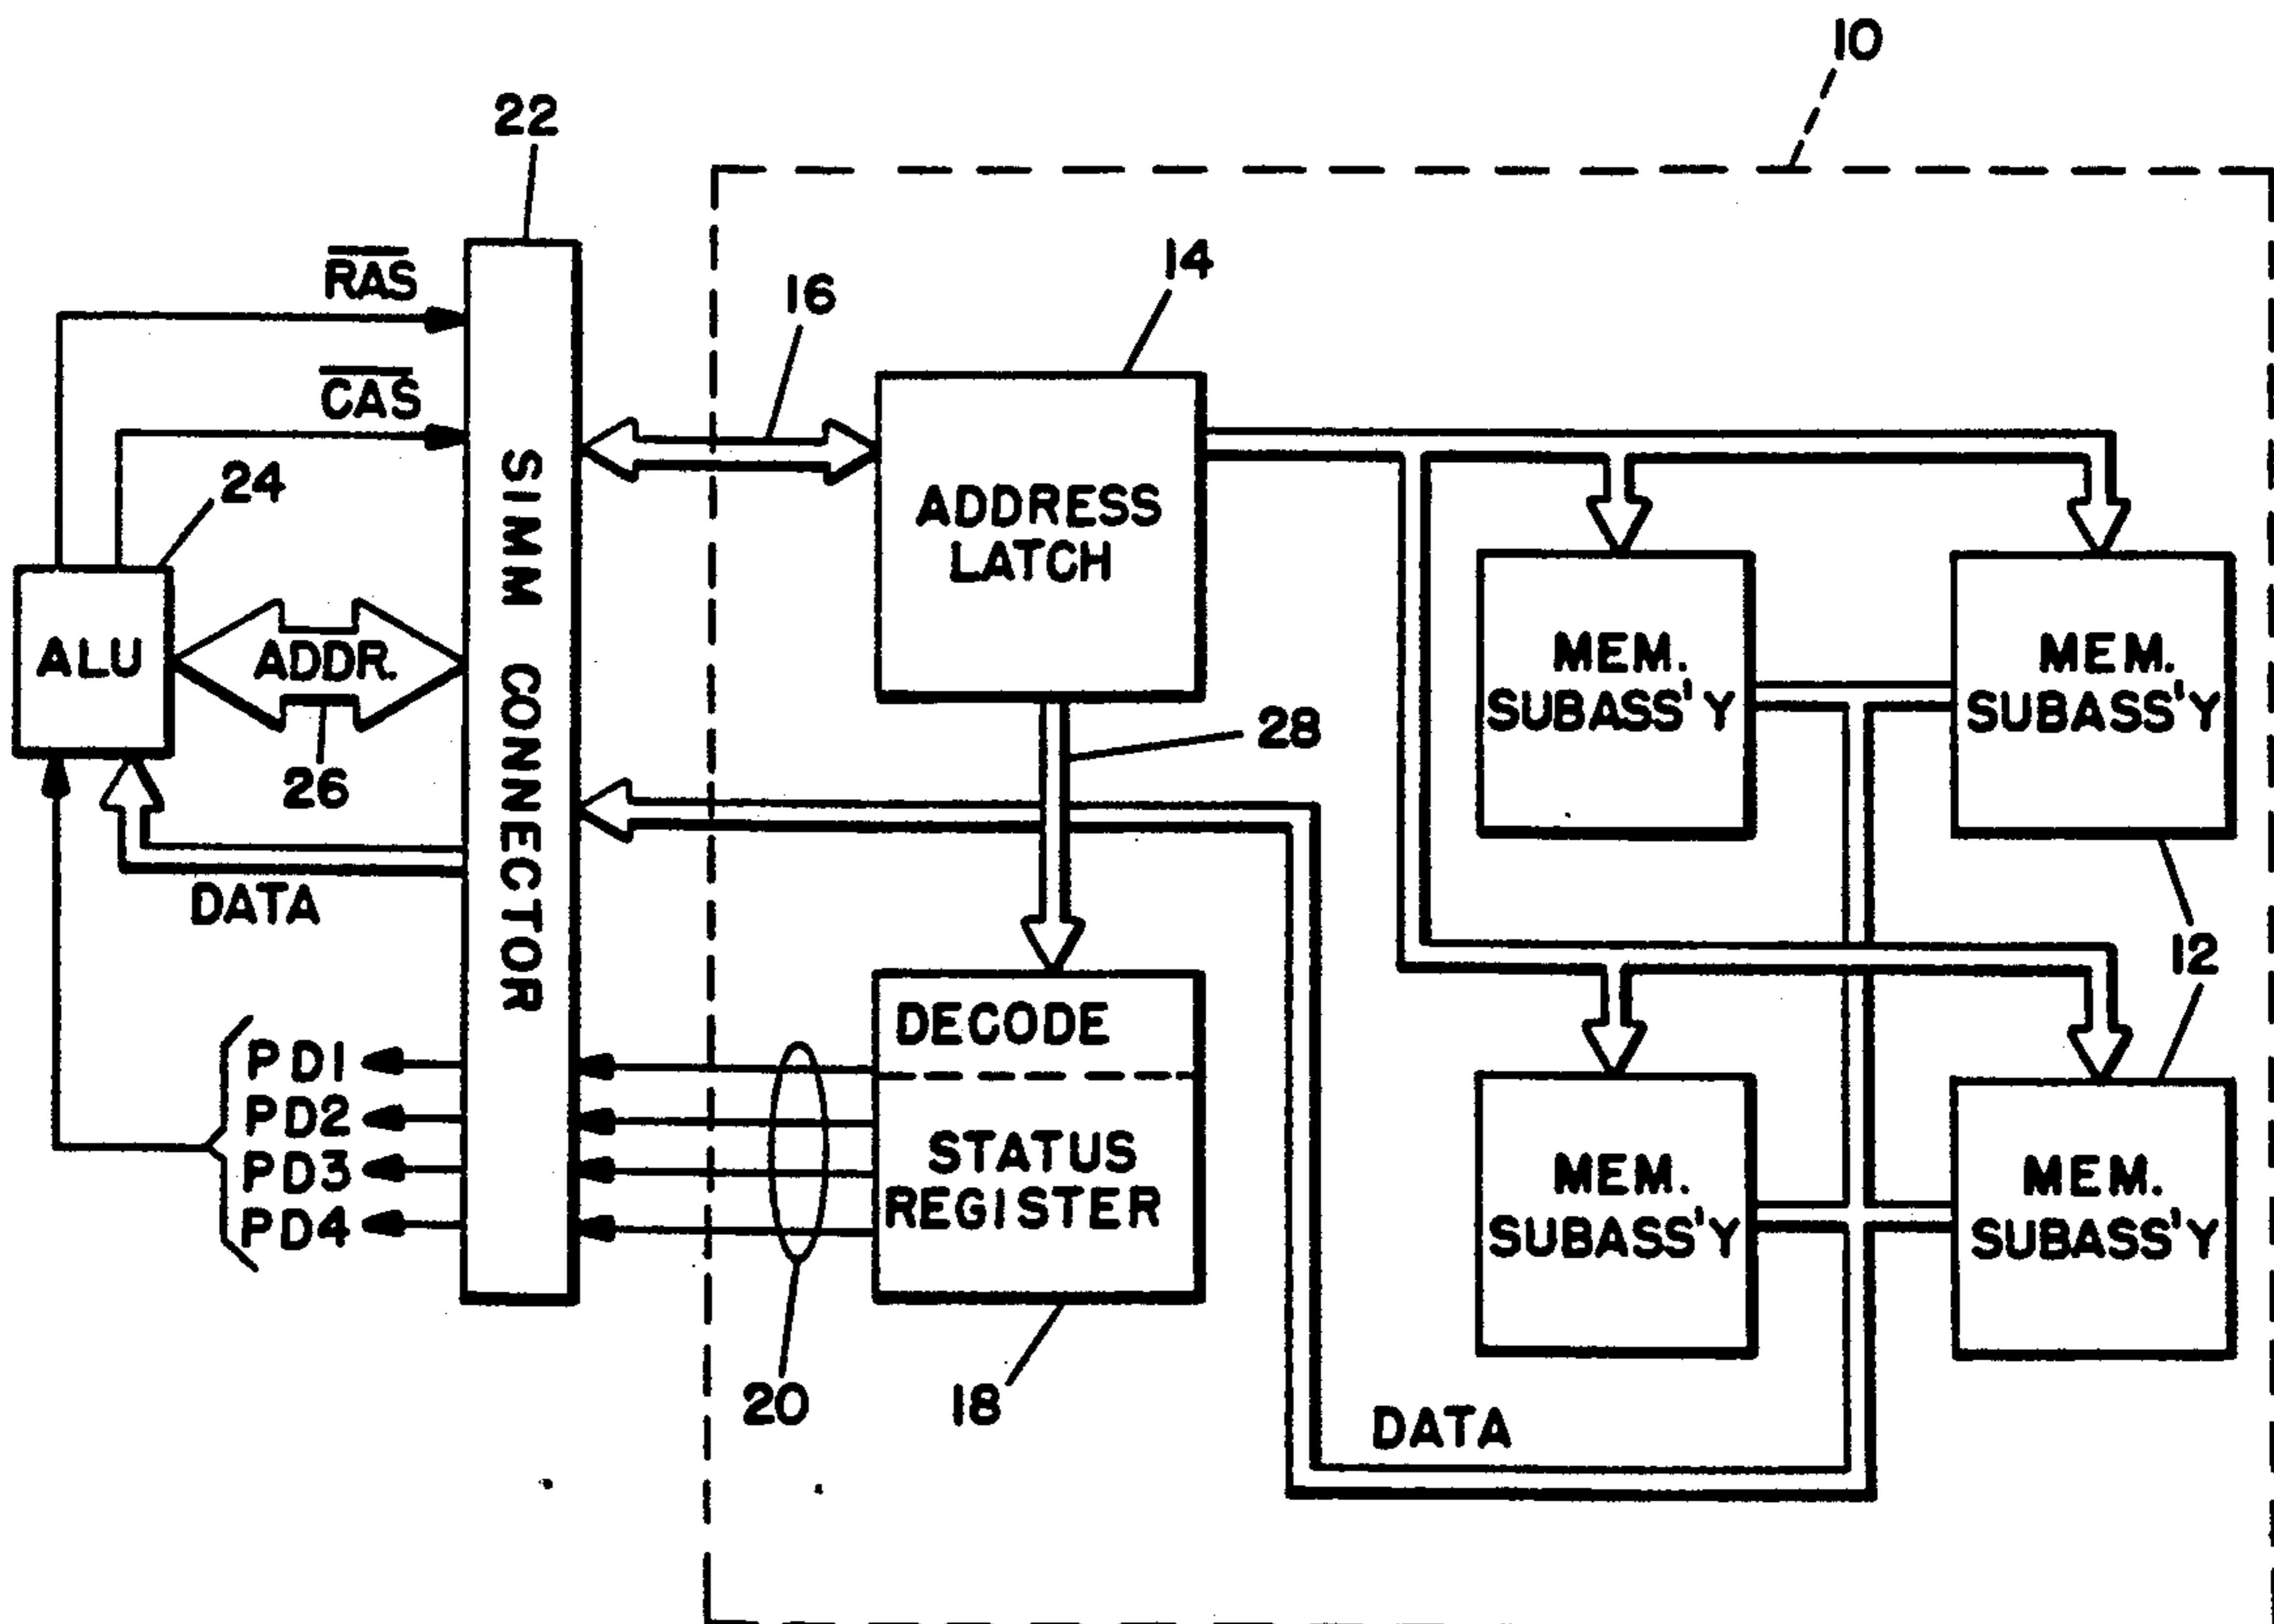 10
22
RAS
14
16
CAS
24
SIMM CONNECTOR
ADDRESS
LATCH
ALU
ADDR.
26
MEM.
SUBASS'Y
MEM.
SUBASS'Y
28
DATA
12
DECODE
PD1
PD2
PD3
PD4
STATUS
REGISTER
MEM.
SUBASS'Y
MEM.
SUBASS'Y
20
18
DATA